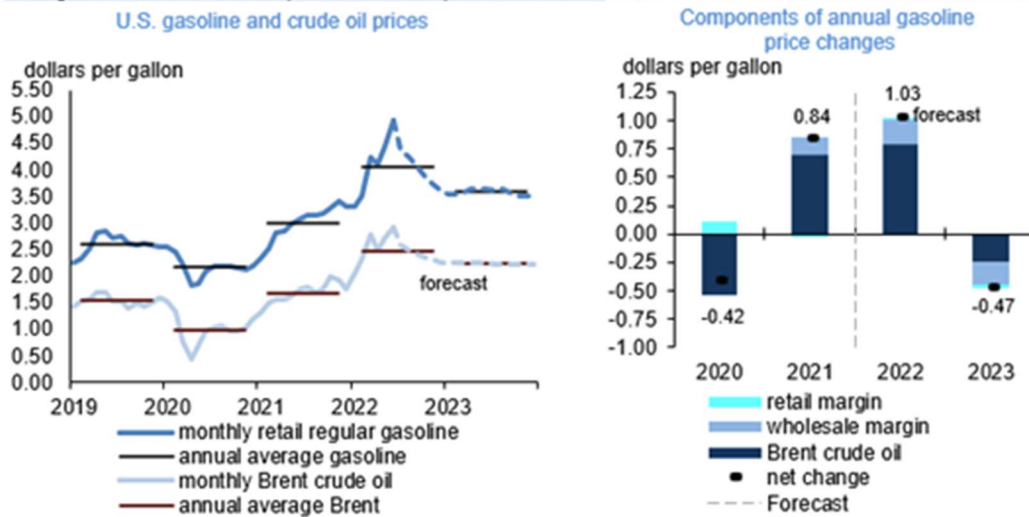 U.S. gasoline and crude oil prices
dollars per gallon
5.50
5.00
4.50
4.00
3.50
3.00
2.50
2.00
1.50
1.00
0.50
0.00
forecast
2019 2020 2021 2022 2023
monthly retail regular gasoline
annual average gasoline
monthly Brent crude oil
annual average Brent
Components of annual gasoline
price changes
dollars per gallon
1.25
1.00
0.75
0.50
0.25
0.00
-0.25
-0.50
-0.75
-1.00
0.84
1.03
forecast
-0.42
-0.47
2020 2021 2022 2023
retail margin
wholesale margin
Brent crude oil
net change
Forecast